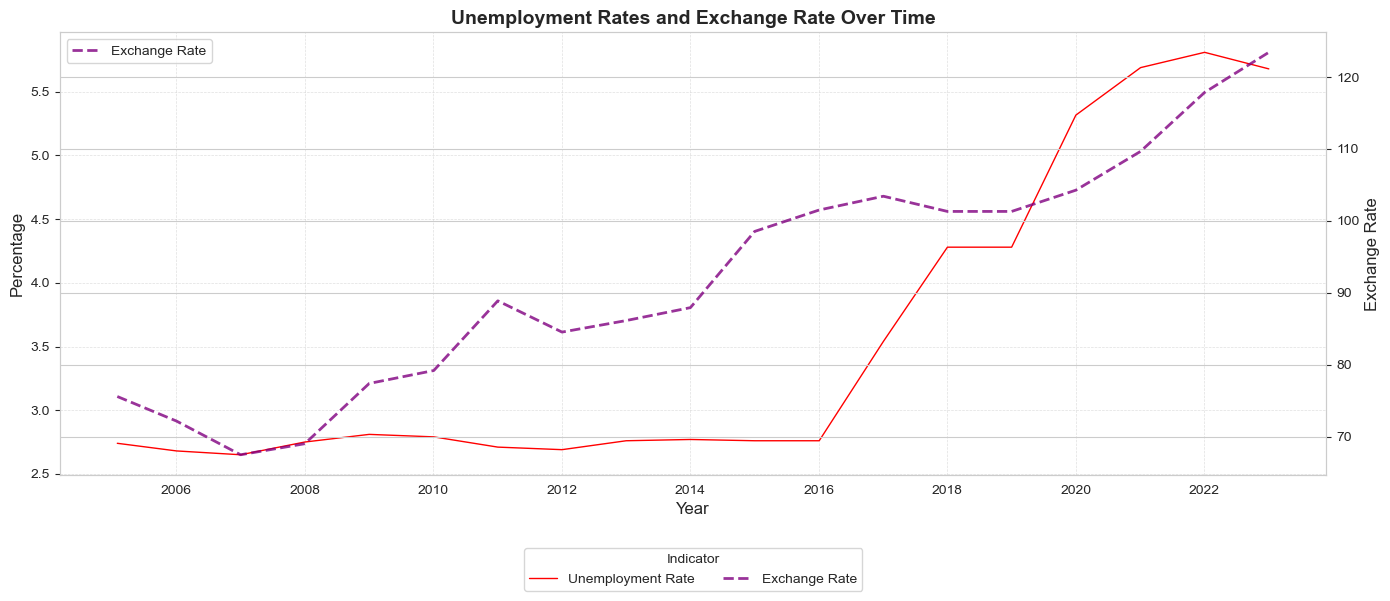 Unemployment Rates and Exchange Rate Over Time
Exchange Rate
5.5
5.0
4.5
4.0
3.5
3.0
2.5
Percentage
120
110
100
90
80
70
Exchange Rate
2006 2008 2010 2012 2014 2016 2018 2020 2022
Year
Indicator
Unemployment Rate Exchange Rate